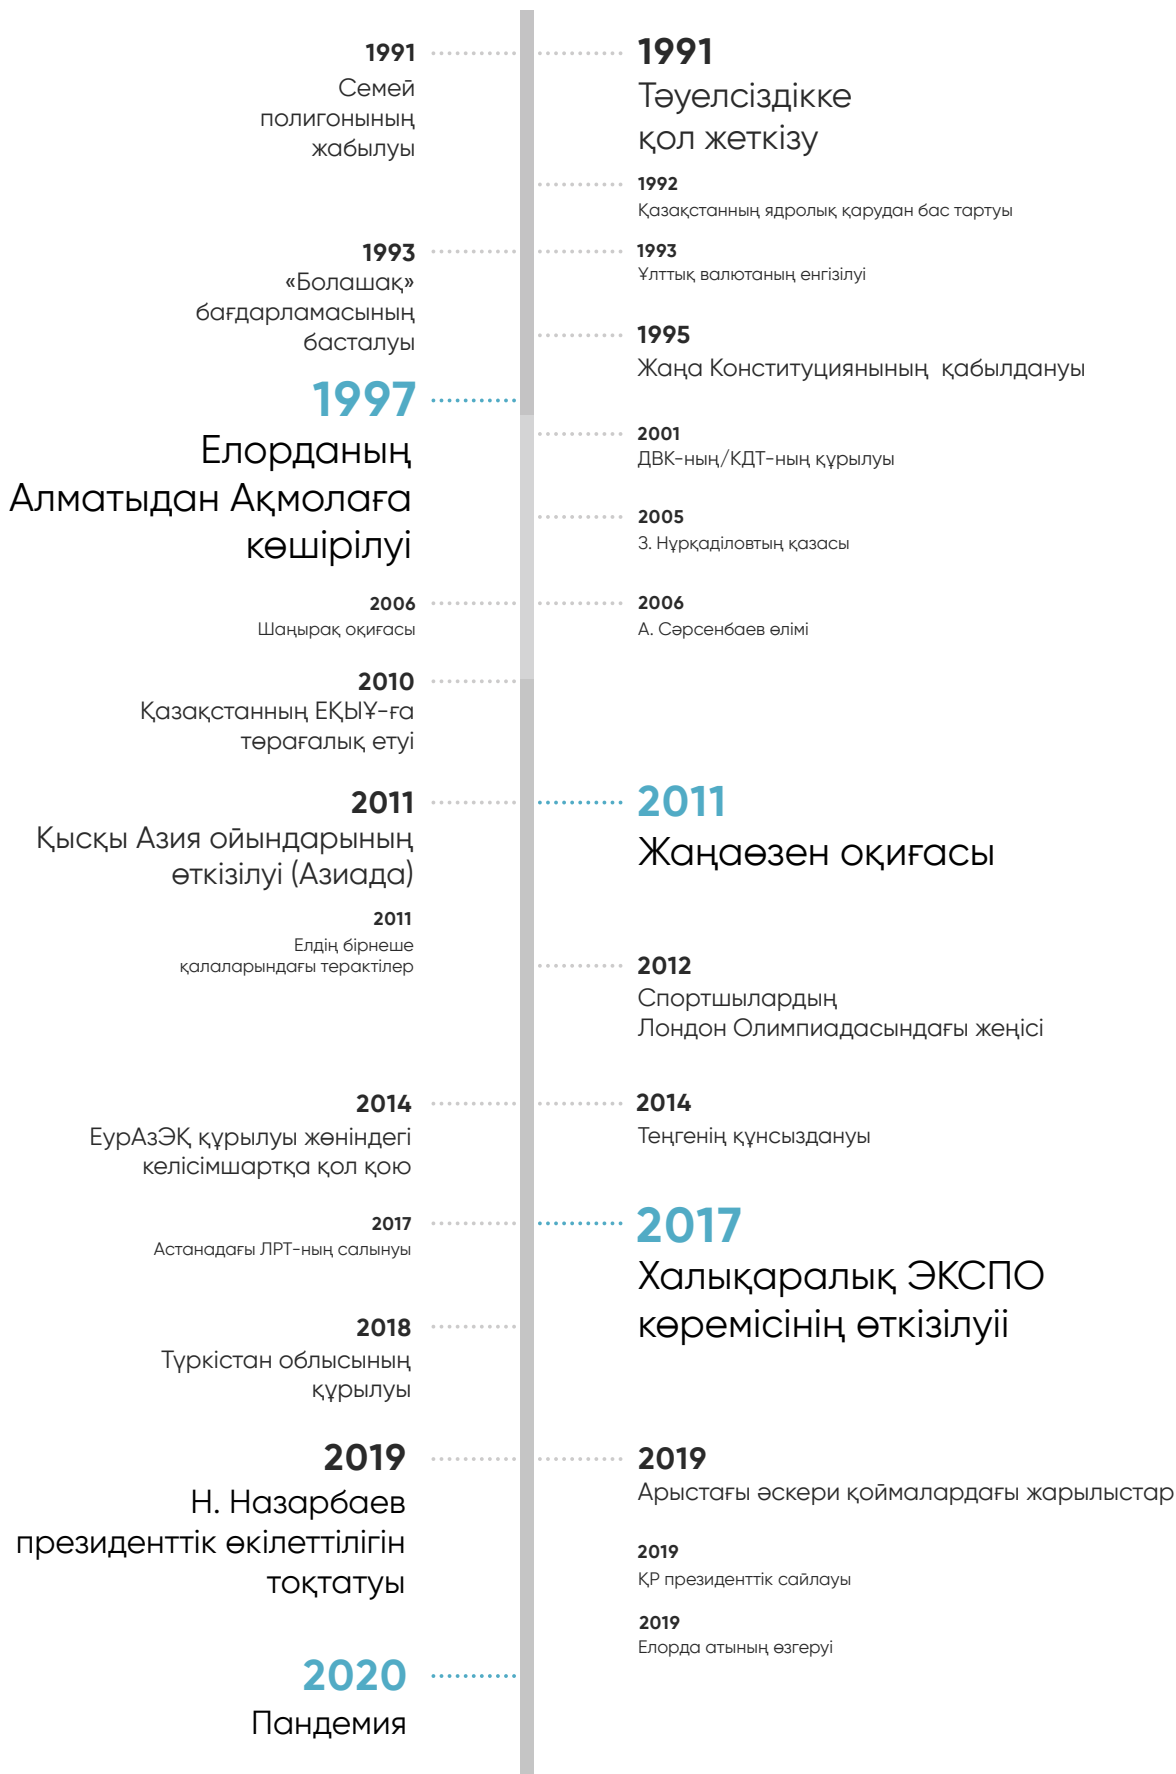 1991
Семей
полигонының
жабылуы
1991
Тәуелсіздікке
қол жеткізу
1992
Қазақстанның ядролық қарудан бас тартуы
1993
«Болашақ»
бағдарламасының
басталуы
1993
Ұлттық валютаның енгізілуі
1995
Жаңа Конституциянының қабылдануы
1997
Елорданың
Алматыдан Ақмолаға
көшірілуі
2001
ДВК-ның/КДТ-ның құрылуы
2005
З. Нұрқаділовтың қазасы
2006
Шаңырақ оқиғасы
2006
А. Сәрсенбаев өлімі
2010
Қазақстанның ЕҚЫҰ-ға
төрағалық етуі
2011
Қысқы Азия ойындарының
өткізілуі (Азиада)
2011
Жаңаөзен оқиғасы
2011
Елдің бірнеше
қалаларындағы терактілер
2012
Спортшылардың
Лондон Олимпиадасындағы жеңісі
2014
ЕурАзЭҚ құрылуы жөніндегі
келісімшартқа қол қою
2014
Теңгенің құнсыздануы
2017
Астанадағы ЛРТ-ның салынуы
2017
Халықаралық ЭКСПО
көремісінің өткізілуіі
2018
Түркістан облысының
құрылуы
2019
Н. Назарбаев
президенттік өкілеттілігін
тоқтатуы
2019
Арыстағы әскери қоймалардағы жарылыстар
2019
ҚР президенттік сайлауы
2019
Елорда атының өзгеруі
2020
Пандемия